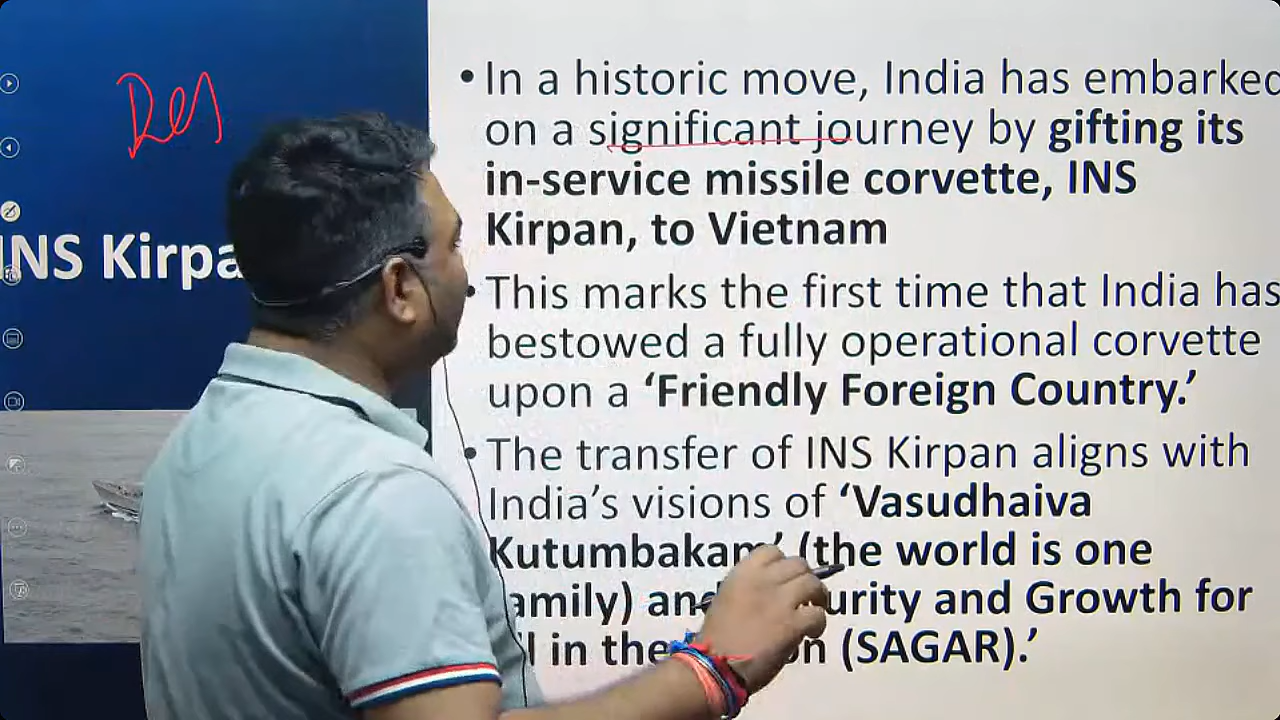 INS Kirpa
• In a historic move, India has embarked
on a significant journey by gifting its
in-service missile corvette, INS
Kirpan, to Vietnam
• This marks the first time that India has
bestowed a fully operational corvette
upon a ‘Friendly Foreign Country.’
• The transfer of INS Kirpan aligns with
India’s visions of ‘Vasudhaiva
Kutumbakam’ (the world is one
amily) and urity and Growth for
in the (SAGAR).’